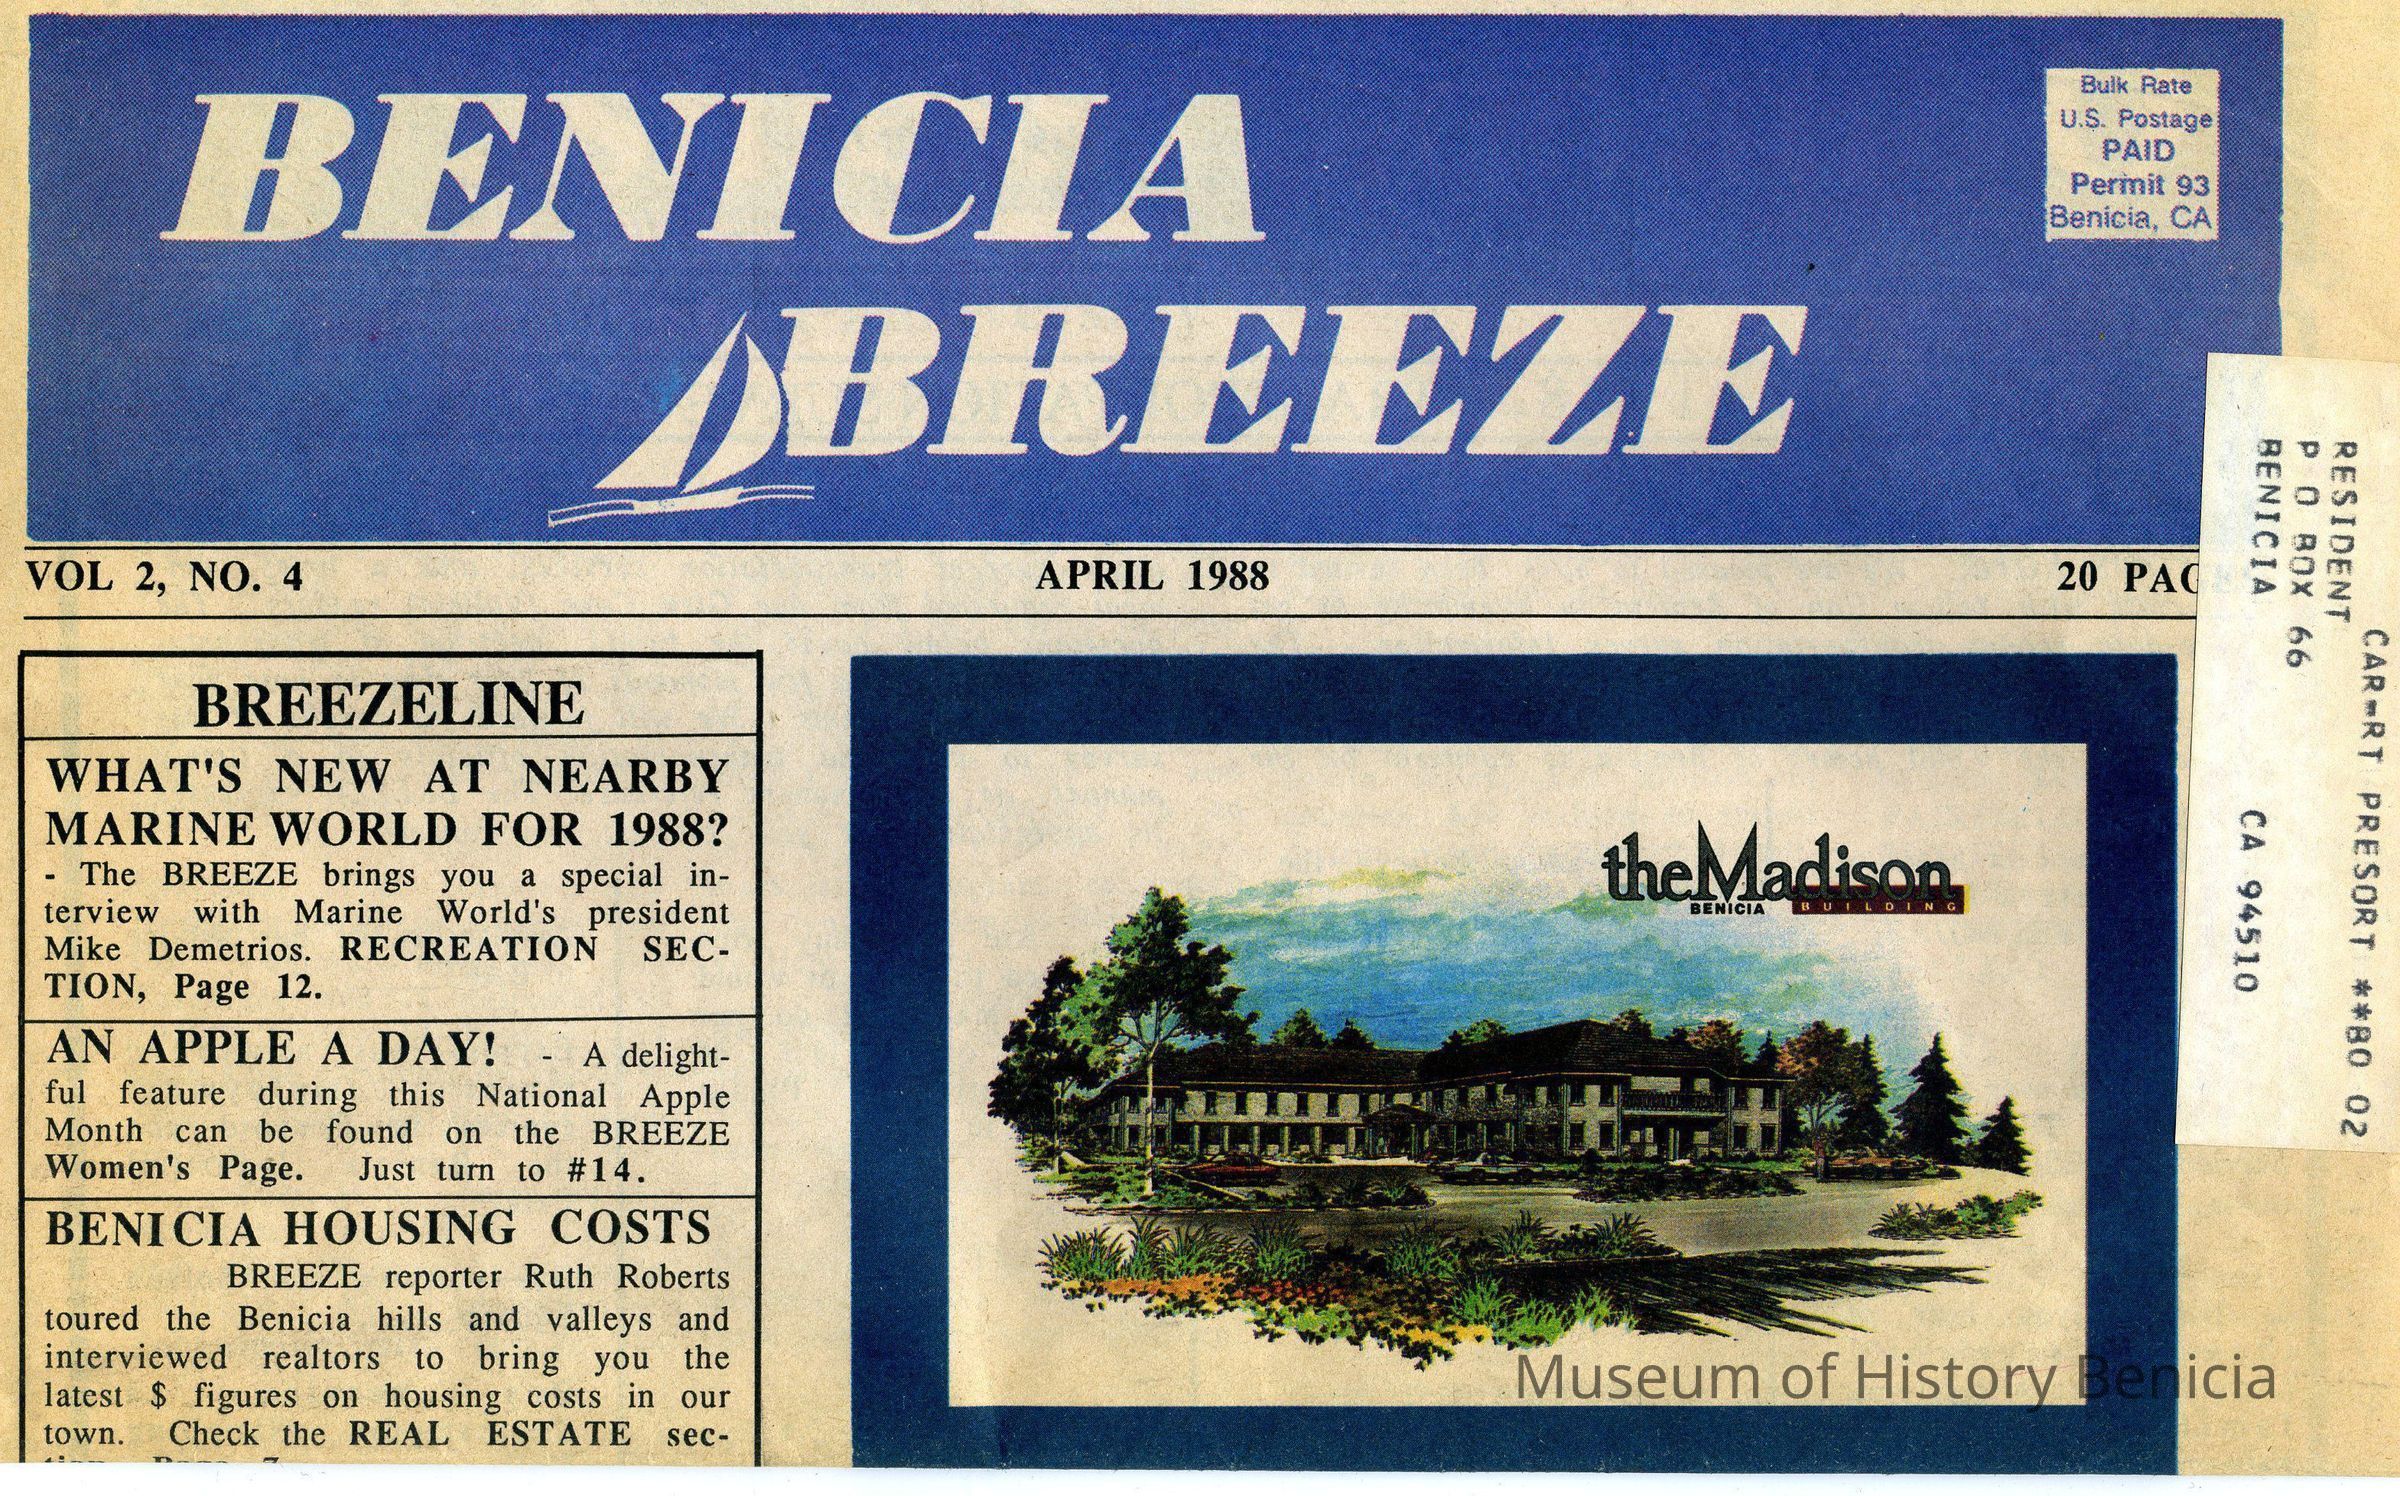 BENICIA
BREEZE
Bulk Rate
U.S. Postage
PAID
Permit 93
Benicia, CA
VOL 2, NO. 4 APRIL 1988 20 PAG
CAR-RT PRESORT **B0 02
RESIDENT
P O BOX 66
BENICIA CA 94510
BREEZELINE
WHAT'S NEW AT NEARBY
MARINE WORLD FOR 1988?
- The BREEZE brings you a special in-
terview with Marine World's president
Mike Demetrios. RECREATION SEC-
TION, Page 12.
AN APPLE A DAY! - A delight-
ful feature during this National Apple
Month can be found on the BREEZE
Women's Page. Just turn to #14.
BENICIA HOUSING COSTS
BREEZE reporter Ruth Roberts
toured the Benicia hills and valleys and
interviewed realtors to bring you the
latest $ figures on housing costs in our
town. Check the REAL ESTATE sec-
theMadison
BENICIA BUILDING
Museum of History Benicia